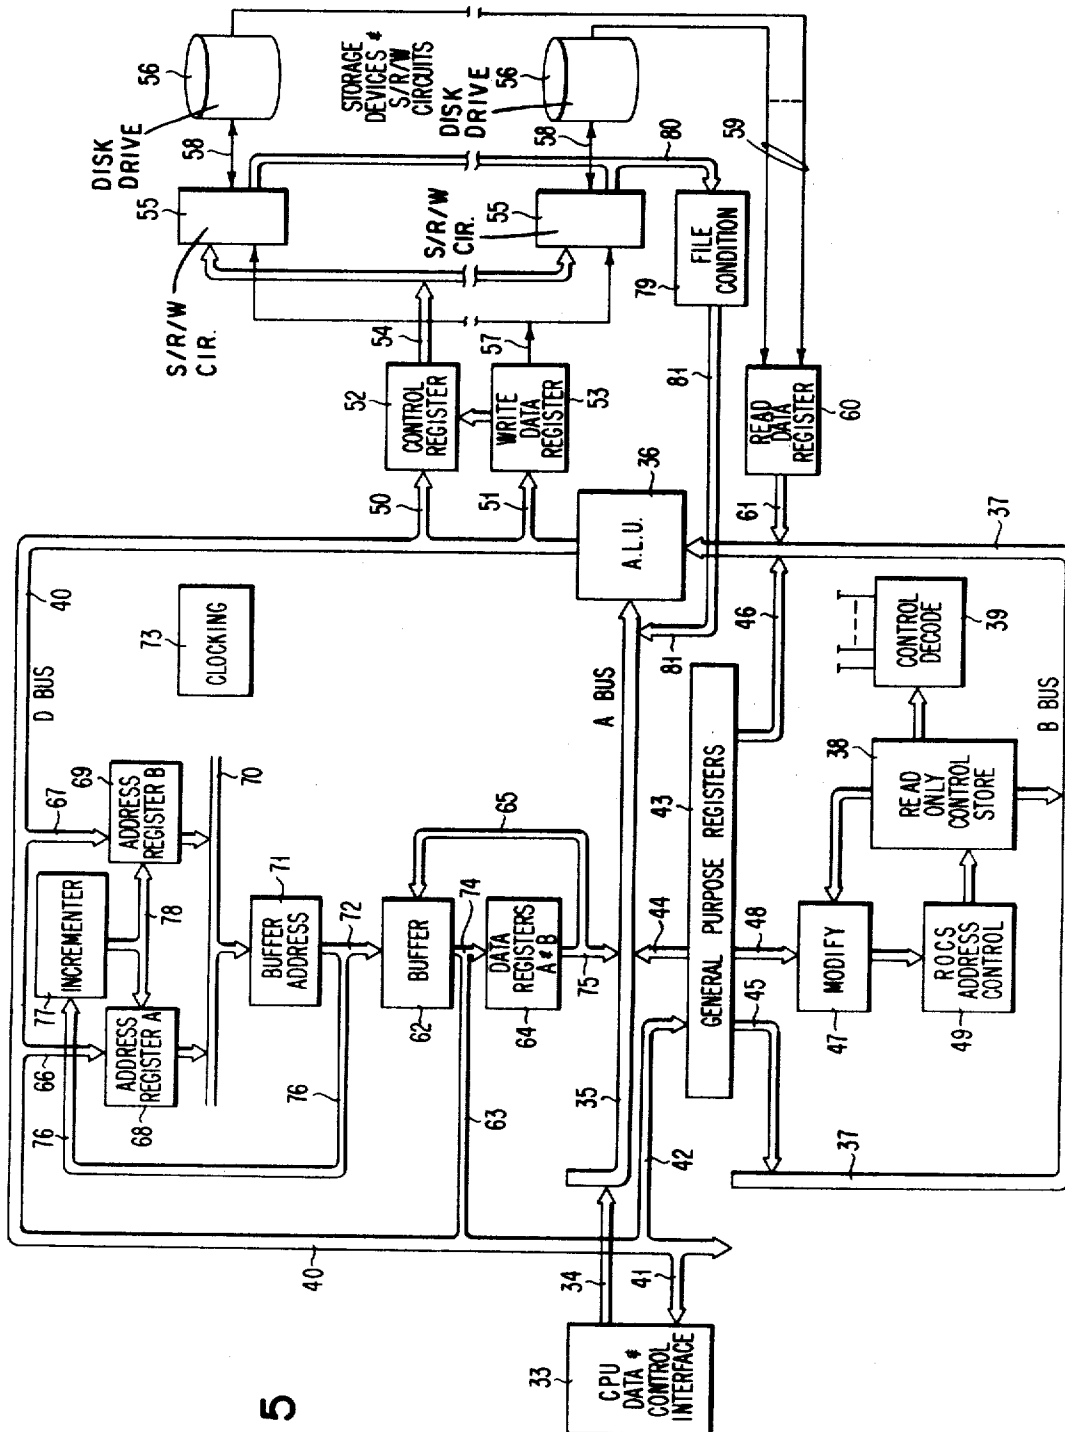 5
33
CPU
DATA &
CONTROL
INTERFACE
34
41
40
42
63
35
A BUS
37
B BUS
40
D BUS
76
66
68
ADDRESS
REGISTER A
77
INCREMENTER
78
67
69
ADDRESS
REGISTER B
70
71
BUFFER
ADDRESS
72
76
62
BUFFER
65
74
64
DATA
REGISTERS
A & B
75
73
CLOCKING
44
43
GENERAL PURPOSE REGISTERS
45
48
46
47
MODIFY
49
ROCS
ADDRESS
CONTROL
38
READ
ONLY
CONTROL
STORE
39
CONTROL
DECODE
37
36
A.L.U.
81
81
50
51
52
CONTROL
REGISTER
53
WRITE
DATA
REGISTER
54
57
S/R/W
CIR.
55
DISK
DRIVE
58
56
S/R/W
CIR.
55
58
DISK
DRIVE
56
STORAGE
DEVICES &
S/R/W
CIRCUITS
80
79
FILE
CONDITION
59
60
READ
DATA
REGISTER
61